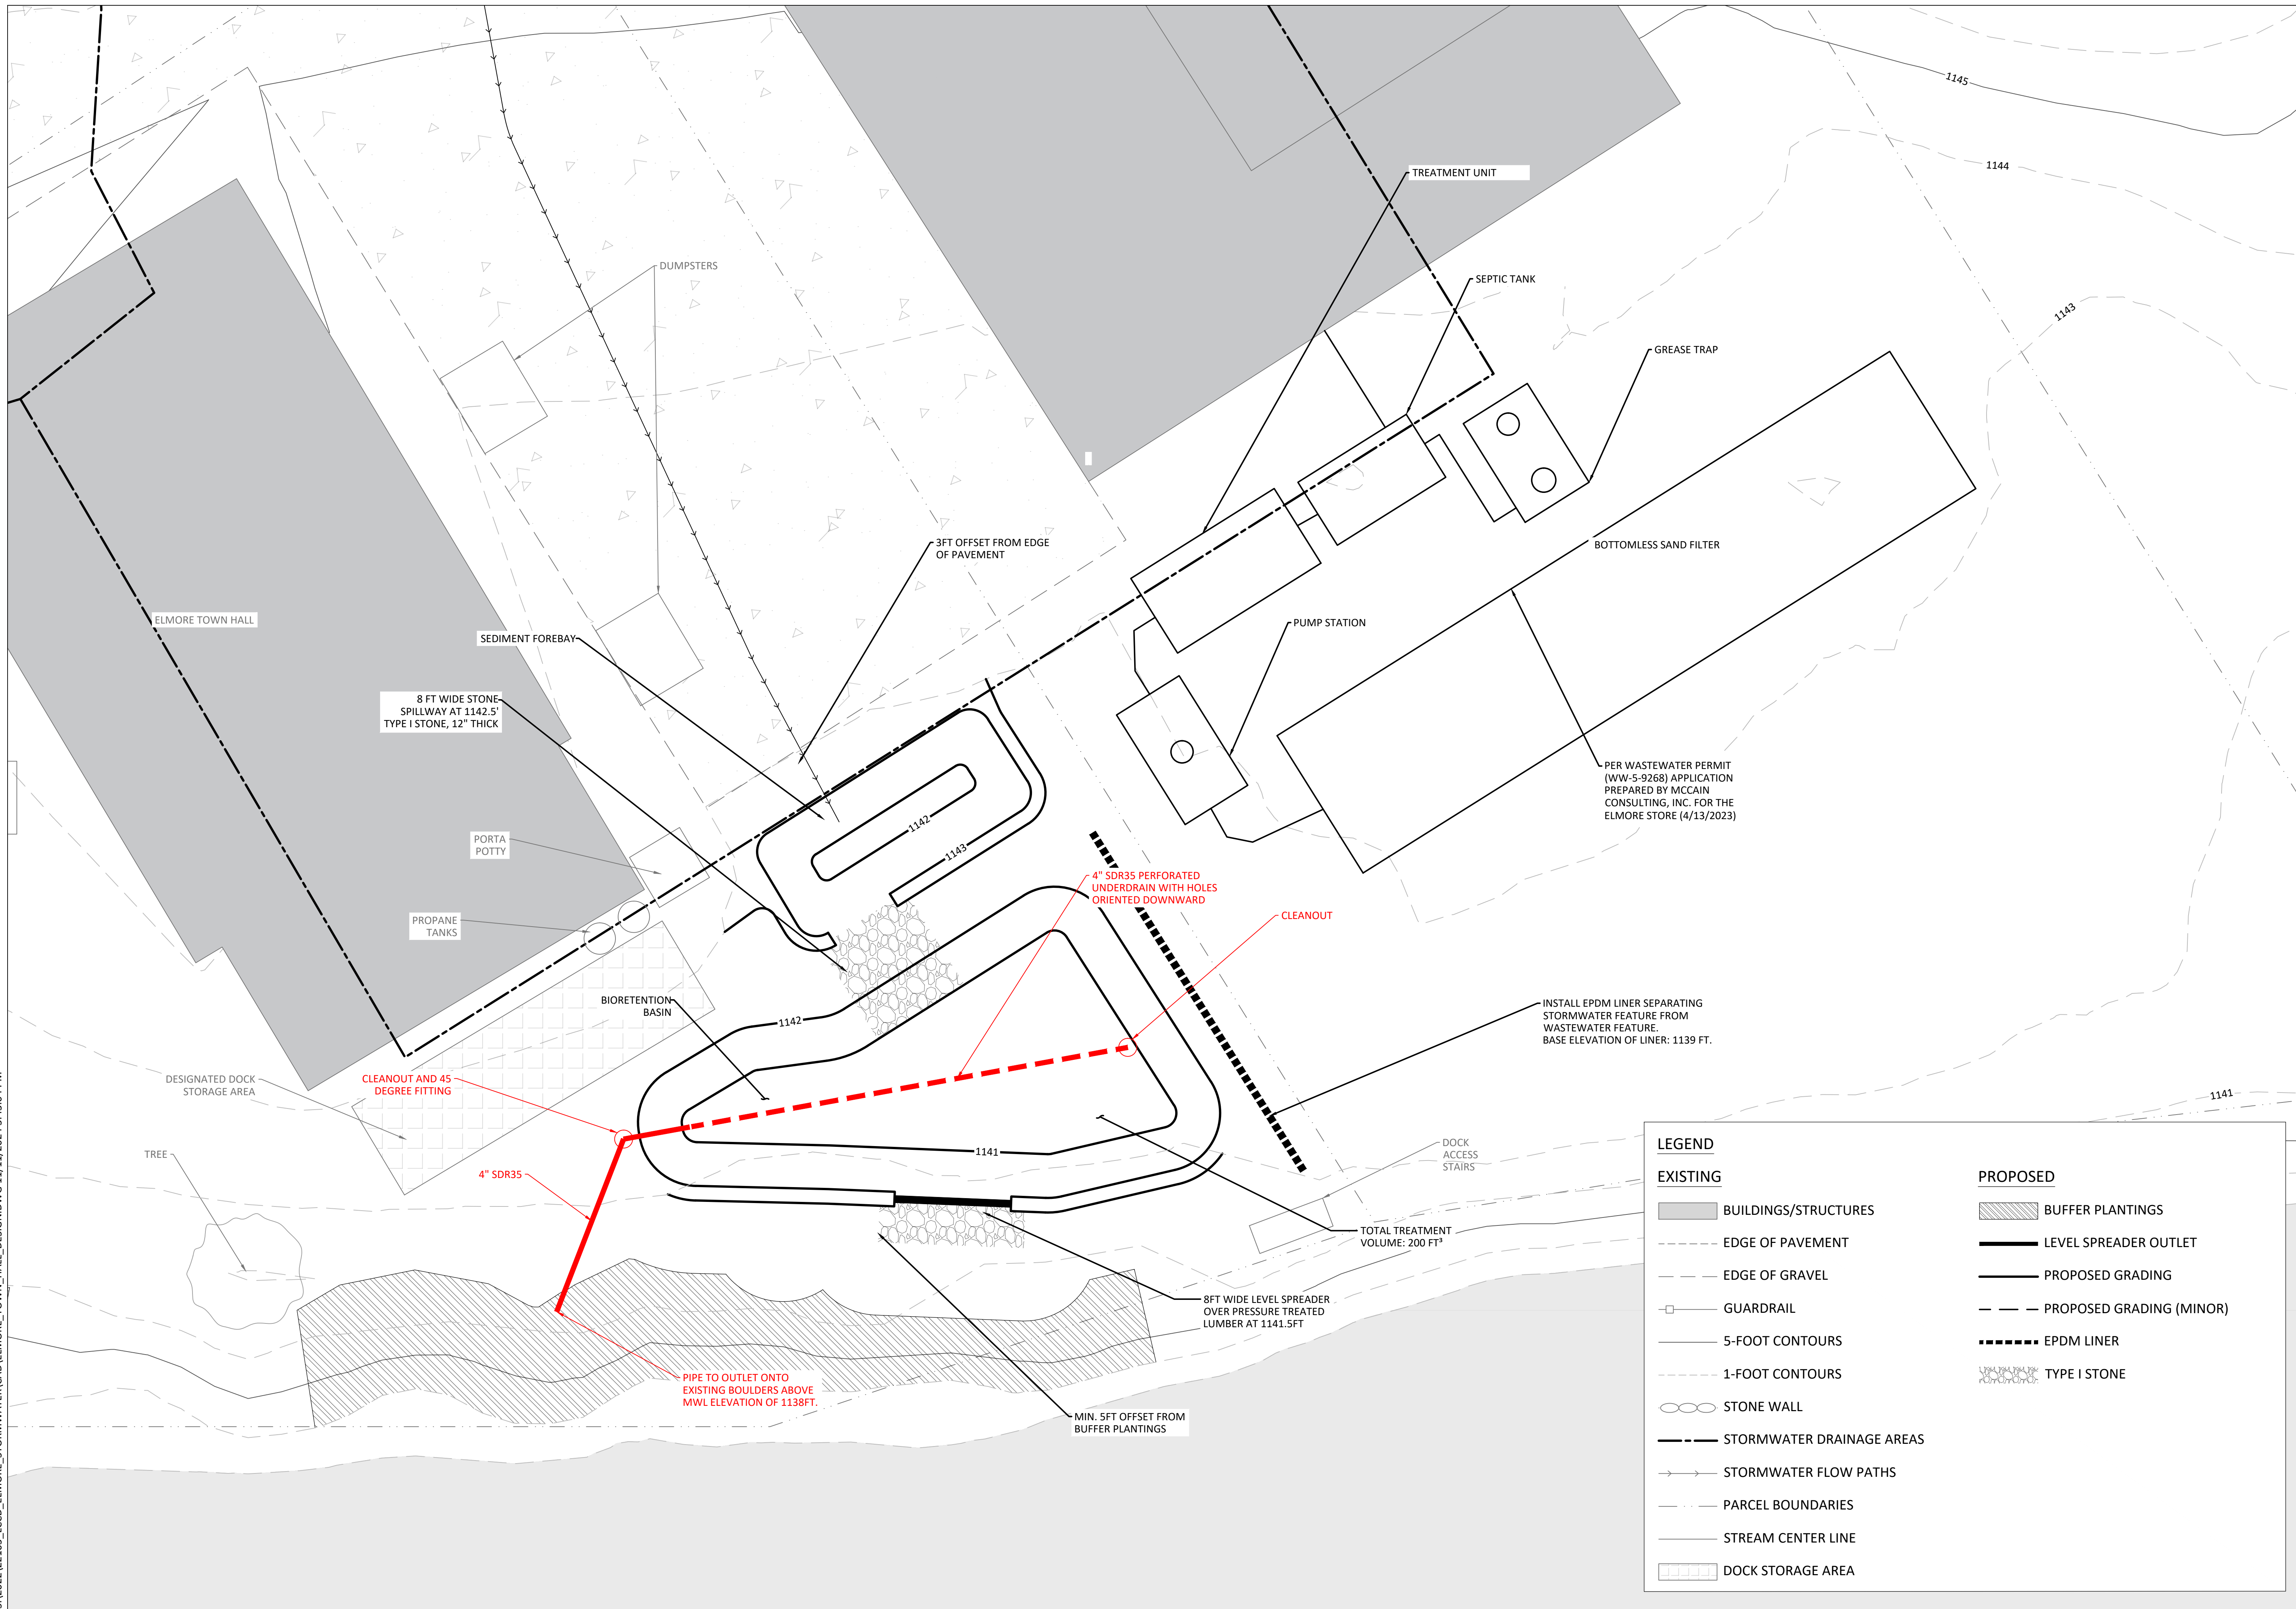 1145
1144
TREATMENT UNIT
DUMPSTERS
SEPTIC TANK
1143
GREASE TRAP
3FT OFFSET FROM EDGE
OF PAVEMENT
BOTTOMLESS SAND FILTER
ELMORE TOWN HALL
SEDIMENT FOREBAY
PUMP STATION
8 FT WIDE STONE
SPILLWAY AT 1142.5'
TYPE I STONE, 12" THICK
PER WASTEWATER PERMIT
(WW-5-9268) APPLICATION
PREPARED BY MCCAIN
CONSULTING, INC. FOR THE
ELMORE STORE (4/13/2023)
1142
1143
PORTA
POTTY
4" SDR35 PERFORATED
UNDERDRAIN WITH HOLES
ORIENTED DOWNWARD
CLEANOUT
PROPANE
TANKS
BIORETENTION
BASIN
1142
INSTALL EPDM LINER SEPARATING
STORMWATER FEATURE FROM
WASTEWATER FEATURE.
BASE ELEVATION OF LINER: 1139 FT.
DESIGNATED DOCK
STORAGE AREA
CLEANOUT AND 45
DEGREE FITTING
1141
TREE
4" SDR35
1141
DOCK
ACCESS
STAIRS
TOTAL TREATMENT
VOLUME: 200 FT³
8FT WIDE LEVEL SPREADER
OVER PRESSURE TREATED
LUMBER AT 1141.5FT
PIPE TO OUTLET ONTO
EXISTING BOULDERS ABOVE
MWL ELEVATION OF 1138FT.
MIN. 5FT OFFSET FROM
BUFFER PLANTINGS
LEGEND
EXISTING
BUILDINGS/STRUCTURES
EDGE OF PAVEMENT
EDGE OF GRAVEL
GUARDRAIL
5-FOOT CONTOURS
1-FOOT CONTOURS
STONE WALL
STORMWATER DRAINAGE AREAS
STORMWATER FLOW PATHS
PARCEL BOUNDARIES
STREAM CENTER LINE
DOCK STORAGE AREA
PROPOSED
BUFFER PLANTINGS
LEVEL SPREADER OUTLET
PROPOSED GRADING
PROPOSED GRADING (MINOR)
EPDM LINER
TYPE I STONE